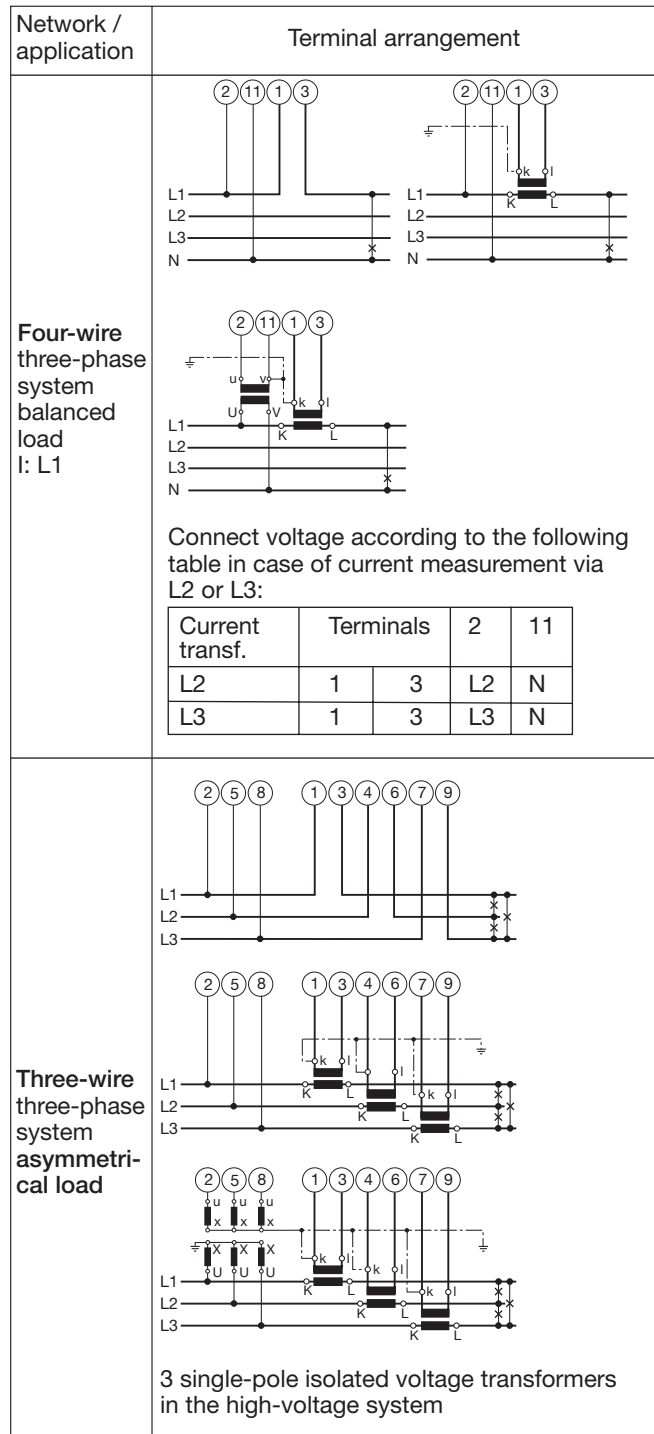 Network /
application
Terminal arrangement
2 11 1 3
L1
L2
L3
N
2 11 1 3
k l
L1
K L
L2
L3
N
Four-wire
three-phase
system
balanced
load
I: L1
2 11 1 3
u v
k l
U V
L1
K L
L2
L3
N
Connect voltage according to the following
table in case of current measurement via
L2 or L3:
Current
transf.
Terminals 2 11
L2 1 3 L2 N
L3 1 3 L3 N
Three-wire
three-phase
system
asymmetri-
cal load
2 5 8 1 3 4 6 7 9
L1
L2
L3
2 5 8 1 3 4 6 7 9
k l
k l
k l
L1
K L
L2
K L
L3
K L
2 5 8 1 3 4 6 7 9
u u u
x x x
X X X
U U U
k l
k l
k l
L1
K L
L2
K L
L3
K L
3 single-pole isolated voltage transformers
in the high-voltage system